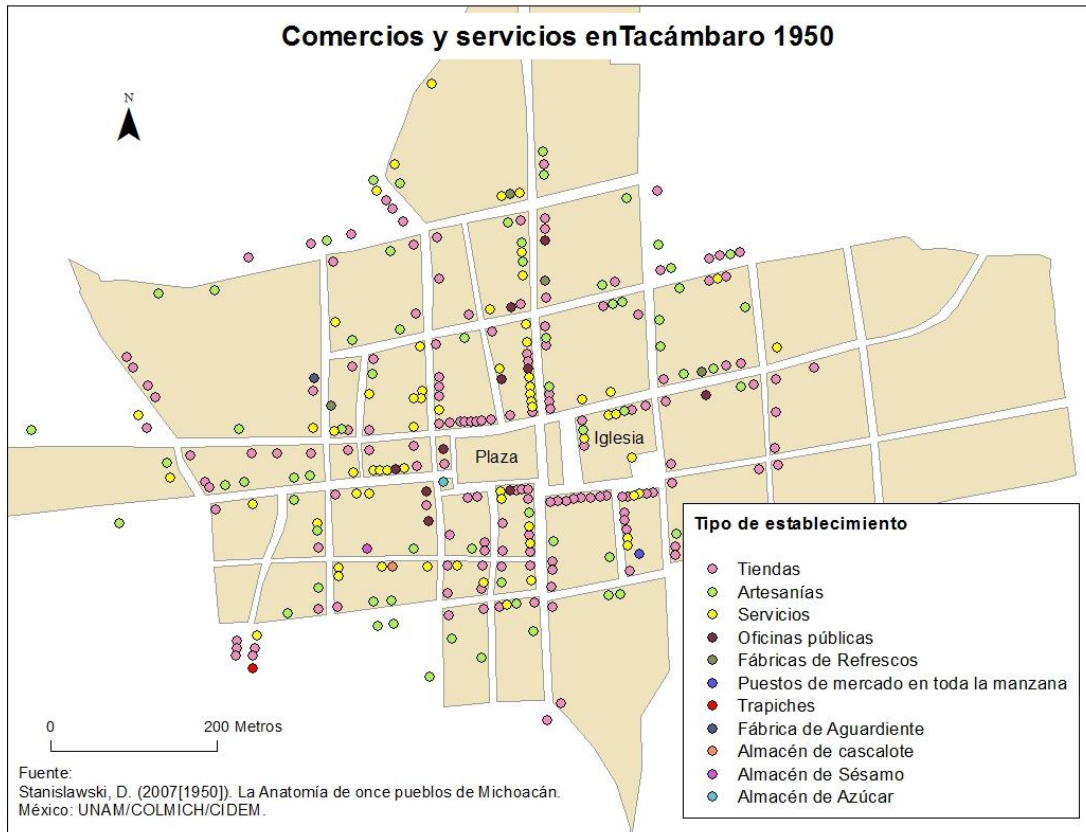 Comercios y servicios enTacámbaro 1950
N
Iglesia
Plaza
Tipo de establecimiento
Tiendas
Artesanías
Servicios
Oficinas públicas
Fábricas de Refrescos
Puestos de mercado en toda la manzana
Trapiches
Fábrica de Aguardiente
Almacén de cascalote
Almacén de Sésamo
Almacén de Azúcar
0 200 Metros
Fuente:
Stanislawski, D. (2007[1950]). La Anatomía de once pueblos de Michoacán.
México: UNAM/COLMICH/CIDEM.